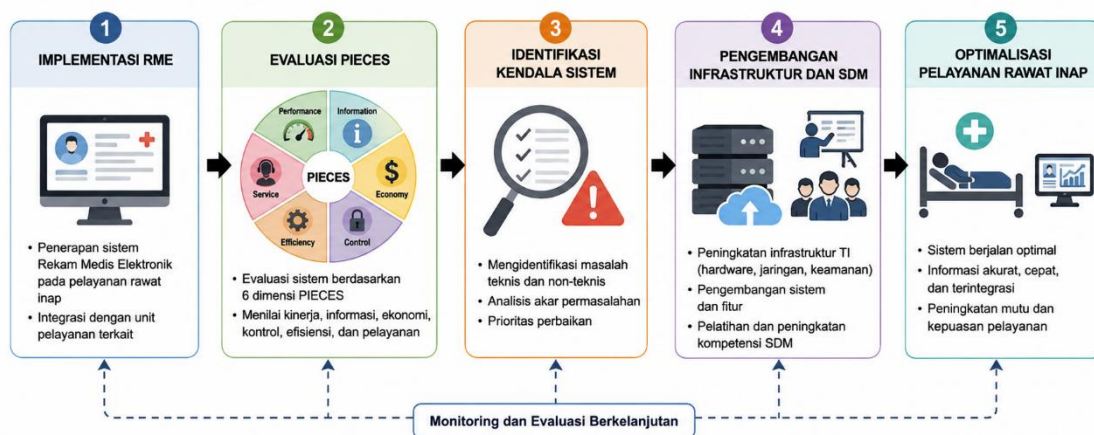 1
IMPLEMENTASI RME
Penerapan sistem
Rekam Medis Elektronik
pada pelayanan rawat
inap
Integrasi dengan unit
pelayanan terkait
2
EVALUASI PIECES
Performance
Information
Service
PIECES
Economy
Efficiency
Control
Evaluasi sistem berdasarkan
6 dimensi PIECES
Menilai kinerja, informasi, ekonomi,
kontrol, efisiensi, dan pelayanan
3
IDENTIFIKASI
KENDALA SISTEM
Mengidentifikasi masalah
teknis dan non-teknis
Analisis akar permasalahan
Prioritas perbaikan
4
PENGEMBANGAN
INFRASTRUKTUR DAN SDM
Peningkatan infrastruktur TI
(hardware, jaringan, keamanan)
Pengembangan sistem
dan fitur
Pelatihan dan peningkatan
kompetensi SDM
5
OPTIMALISASI
PELAYANAN RAWAT INAP
Sistem berjalan optimal
Informasi akurat, cepat,
dan terintegrasi
Peningkatan mutu dan
kepuasan pelayanan
Monitoring dan Evaluasi Berkelanjutan